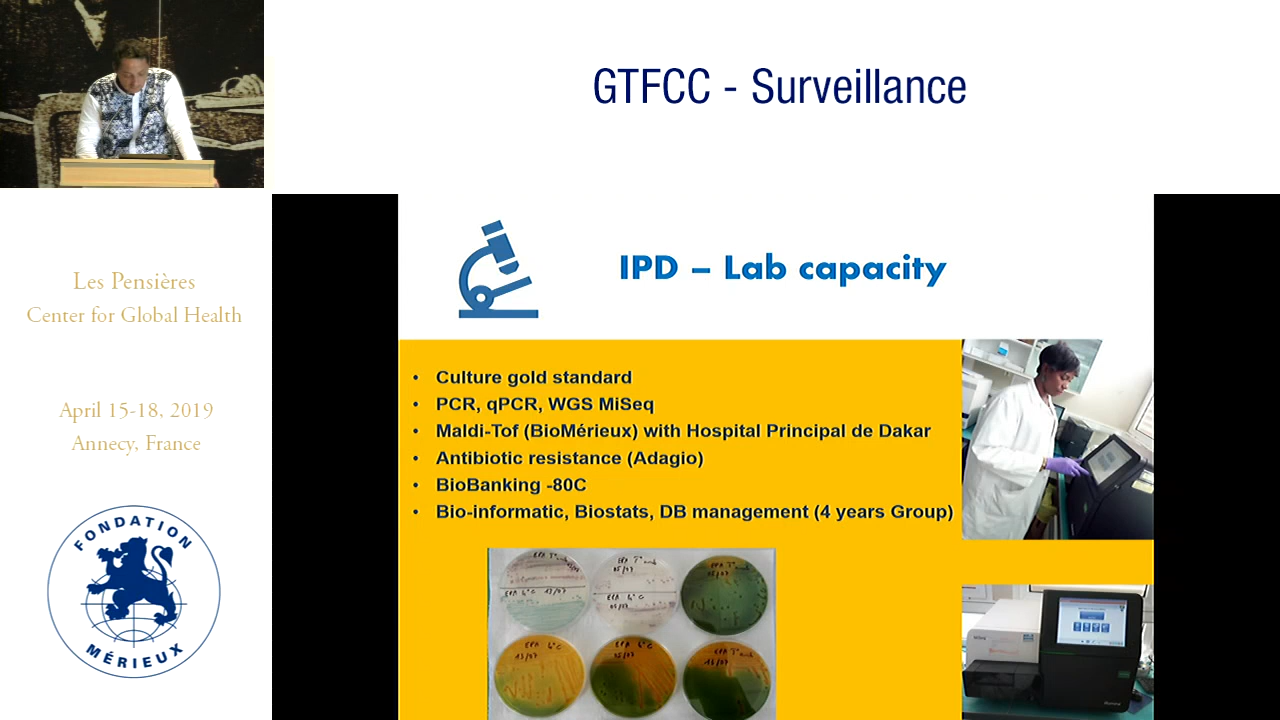 GTFCC - Surveillance
Les Pensières
Center for Global Health
April 15-18, 2019
Annecy, France
FONDATION
MÉRIEUX
IPD – Lab capacity
• Culture gold standard
• PCR, qPCR, WGS MiSeq
• Maldi-Tof (BioMérieux) with Hospital Principal de Dakar
• Antibiotic resistance (Adagio)
• BioBanking -80C
• Bio-informatic, Biostats, DB management (4 years Group)